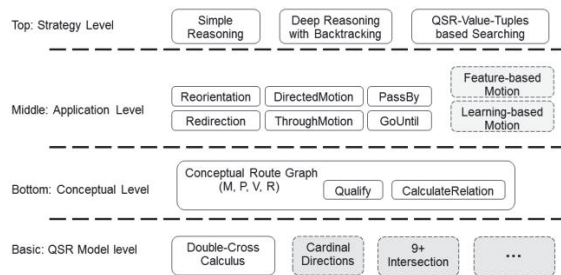 Top: Strategy Level
Simple
Reasoning
Deep Reasoning
with Backtracking
QSR-Value-Tuples
based Searching
Middle: Application Level
Reorientation
DirectedMotion
PassBy
Redirection
ThroughMotion
GoUntil
Feature-based
Motion
Learning-based
Motion
Bottom: Conceptual Level
Conceptual Route Graph
(M, P, V, R)
Qualify
CalculateRelation
Basic: QSR Model level
Double-Cross
Calculus
Cardinal
Directions
9+
Intersection
...